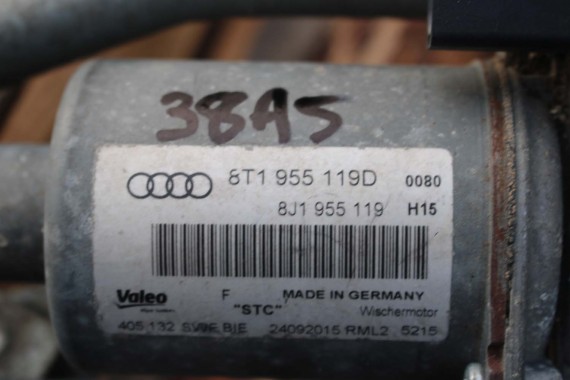 38A5
8T1 955 119D 0080
8J1 955 119 H15
Valeo F MADE IN GERMANY
"STC" Wischermotor
405.132 24092015 RML2 5215